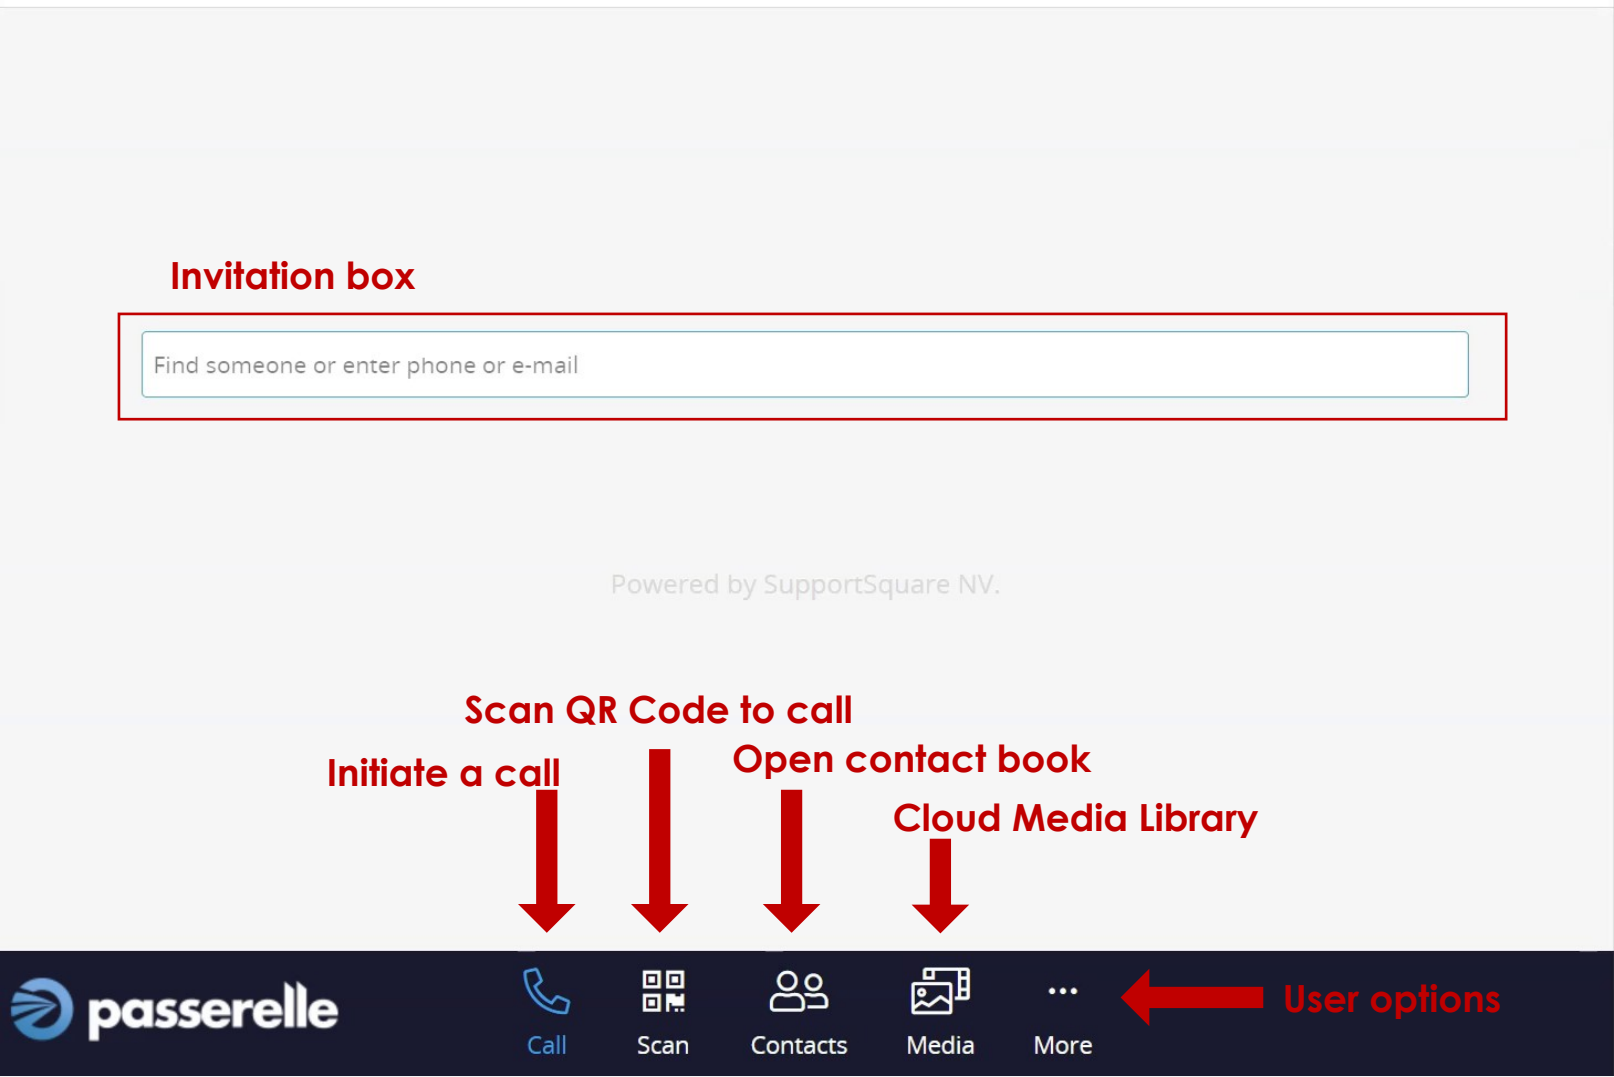 Invitation box
Find someone or enter phone or e-mail
Powered by SupportSquare NV.
Scan QR Code to call
Open contact book
Initiate a call
Cloud Media Library
passerelle
Call
Scan
Contacts
Media
More
User options